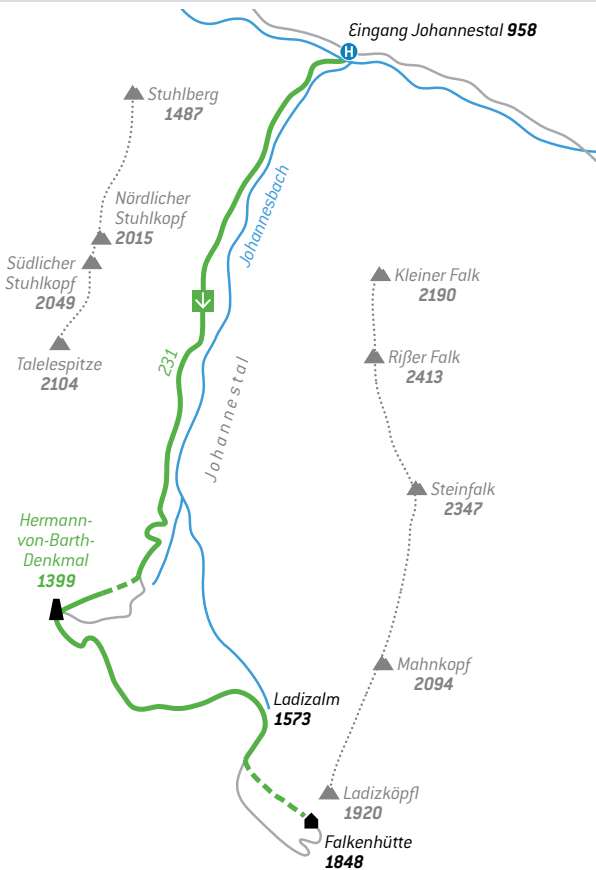 Eingang Johannestal 958
H
Stuhlberg
1487
Nördlicher
Stuhlkopf
2015
Südlicher
Stuhlkopf
2049
Talelespitze
2104
Johannesbach
231
Johannestal
Kleiner Falk
2190
Rißer Falk
2413
Steinfalk
2347
Hermann-
von-Barth-
Denkmal
1399
Mahnkopf
2094
Ladizalm
1573
Ladizköpfl
1920
Falkenhütte
1848